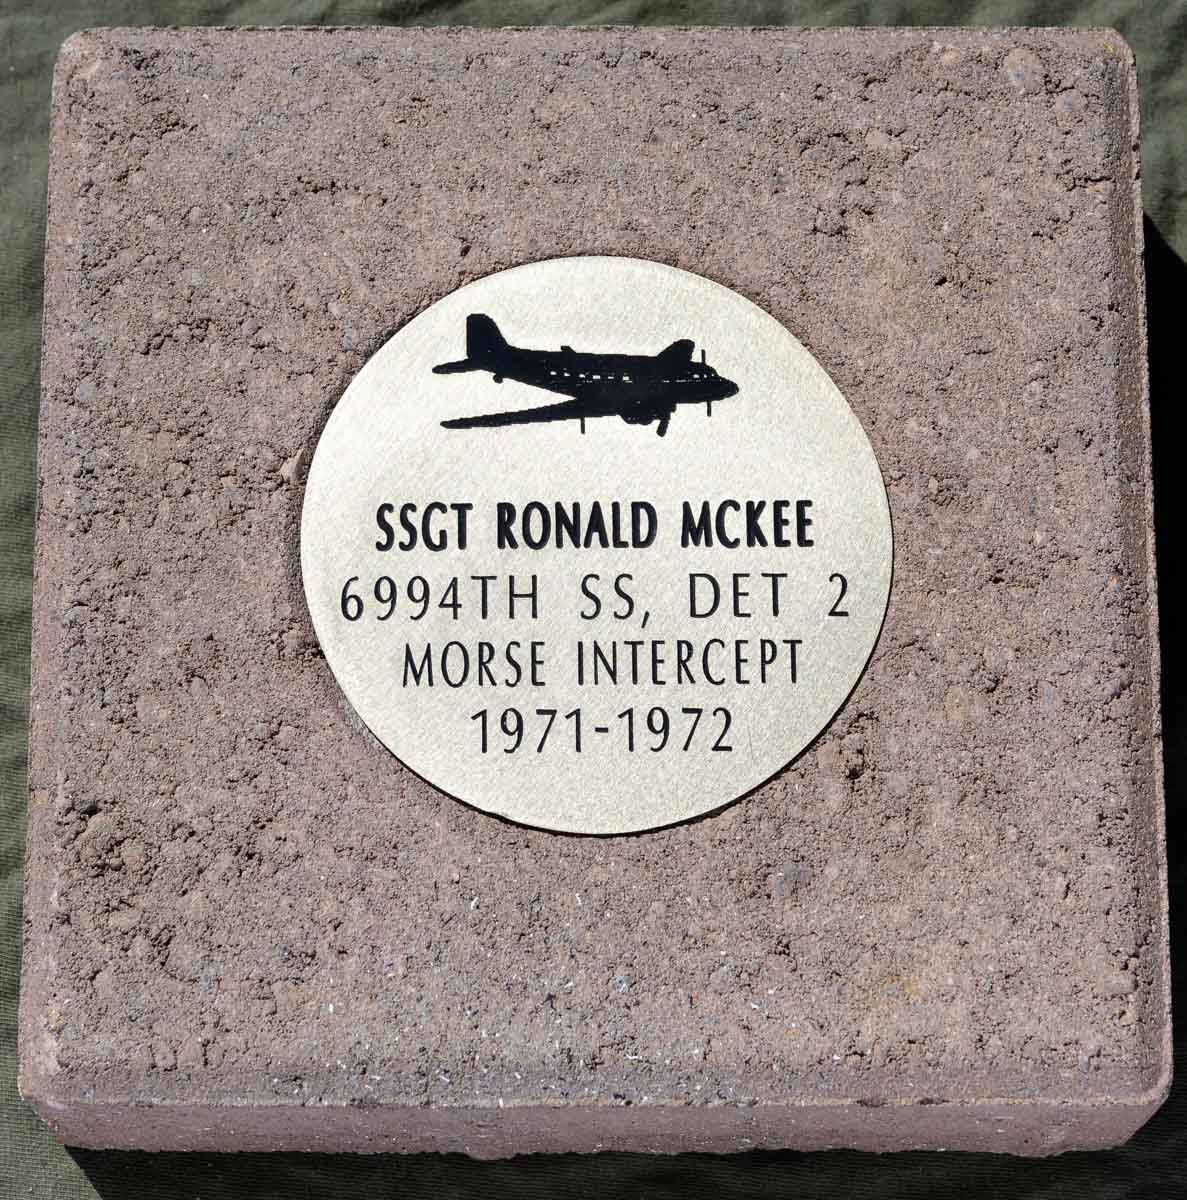 SSGT RONALD MCKEE
6994TH SS, DET 2
MORSE INTERCEPT
1971-1972